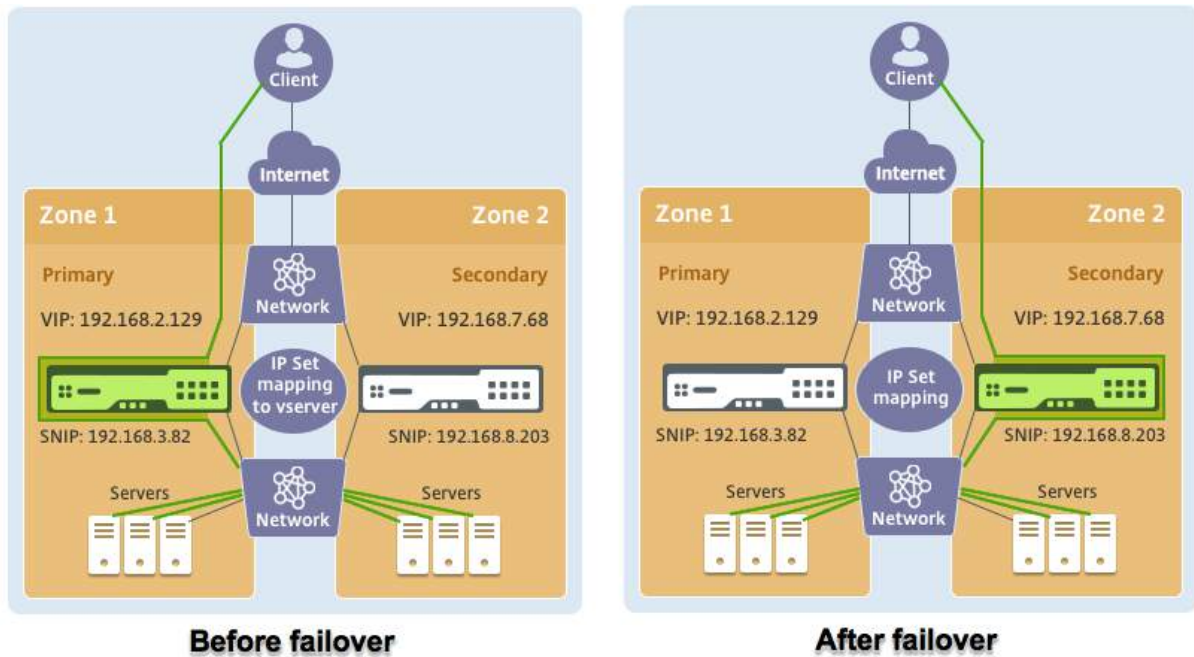 Client
Internet
Zone 1
Zone 2
Primary
Secondary
Network
VIP: 192.168.2.129
VIP: 192.168.7.68
IP Set
mapping
to vserver
SNIP: 192.168.3.82
SNIP: 192.168.8.203
Servers
Servers
Network
Before failover
Client
Internet
Zone 1
Zone 2
Primary
Secondary
Network
VIP: 192.168.2.129
VIP: 192.168.7.68
IP Set
mapping
SNIP: 192.168.3.82
SNIP: 192.168.8.203
Servers
Servers
Network
After failover